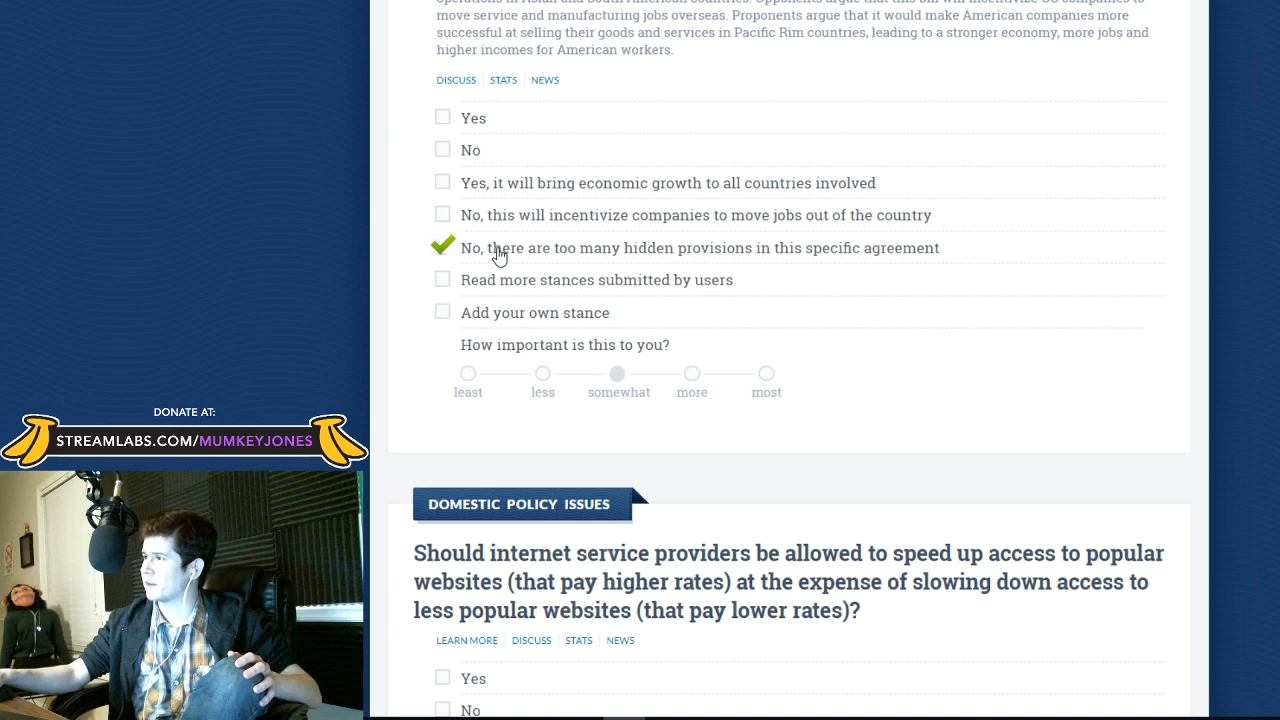 move service and manufacturing jobs overseas. Proponents argue that it would make American companies more
successful at selling their goods and services in Pacific Rim countries, leading to a stronger economy, more jobs and
higher incomes for American workers.
DISCUSS STATS NEWS
Yes
No
Yes, it will bring economic growth to all countries involved
No, this will incentivize companies to move jobs out of the country
No, there are too many hidden provisions in this specific agreement
Read more stances submitted by users
Add your own stance
How important is this to you?
least less somewhat more most
DONATE AT:
STREAMLABS.COM/MUMKEYJONES
DOMESTIC POLICY ISSUES
Should internet service providers be allowed to speed up access to popular
websites (that pay higher rates) at the expense of slowing down access to
less popular websites (that pay lower rates)?
LEARN MORE DISCUSS STATS NEWS
Yes
No